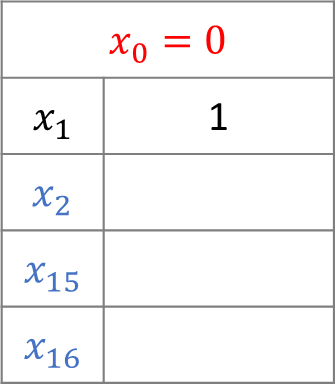 x₀ = 0
x₁ 1
x₂
x₁₅
x₁₆